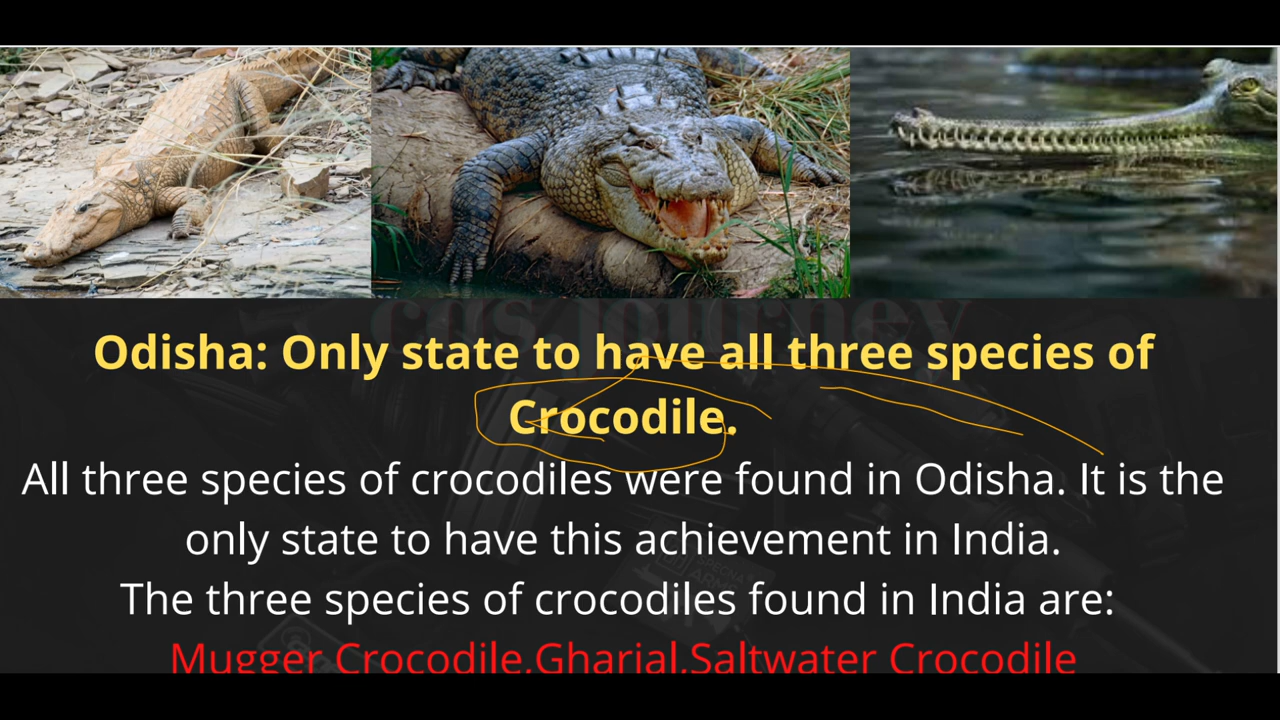 cds journey
Odisha: Only state to have all three species of
Crocodile.
All three species of crocodiles were found in Odisha. It is the
only state to have this achievement in India.
The three species of crocodiles found in India are:
Mugger Crocodile,Gharial,Saltwater Crocodile